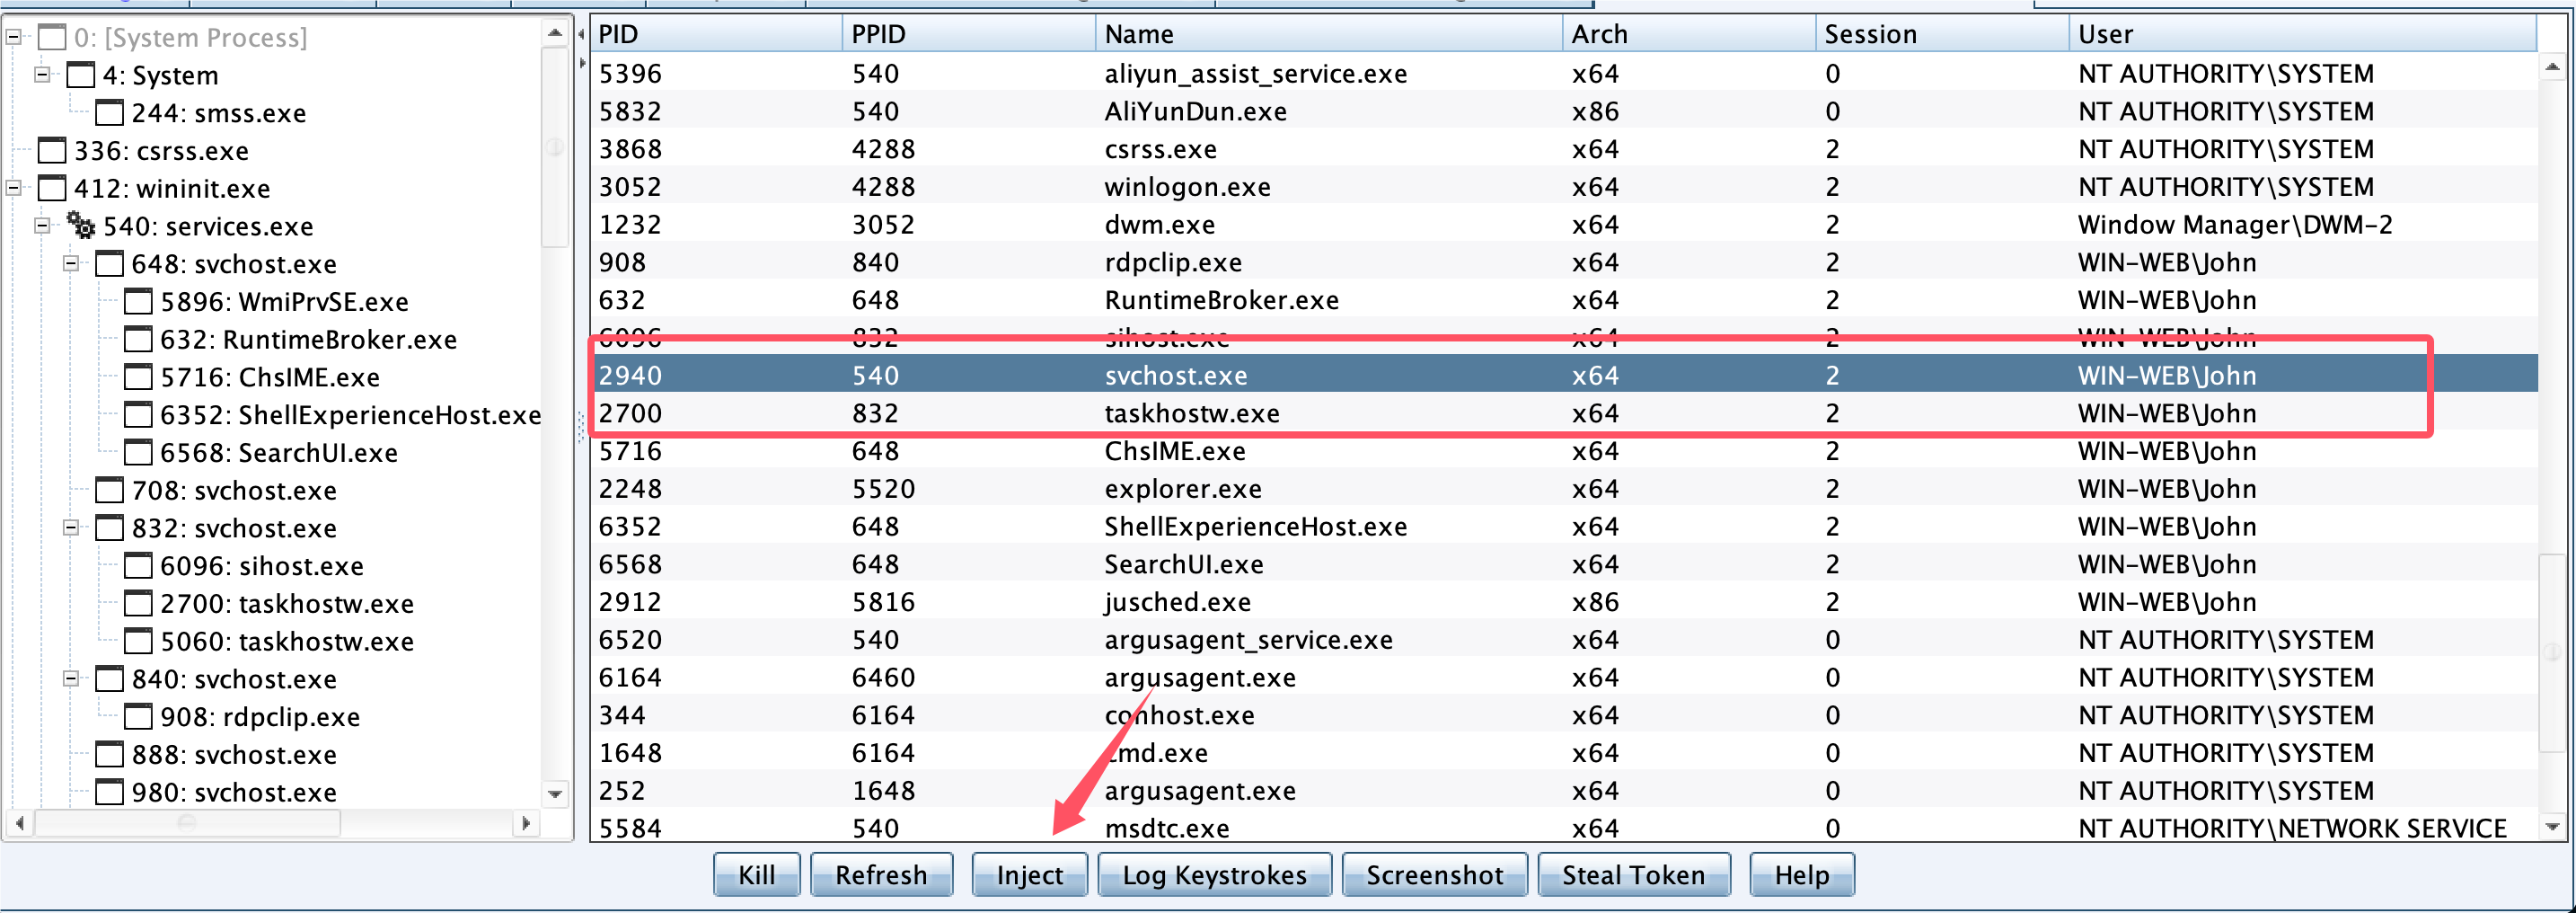 0: [System Process]
4: System
244: smss.exe
336: csrss.exe
412: wininit.exe
540: services.exe
648: svchost.exe
5896: WmiPrvSE.exe
632: RuntimeBroker.exe
5716: ChsIME.exe
6352: ShellExperienceHost.exe
6568: SearchUI.exe
708: svchost.exe
832: svchost.exe
6096: sihost.exe
2700: taskhostw.exe
5060: taskhostw.exe
840: svchost.exe
908: rdpclip.exe
888: svchost.exe
980: svchost.exe
PID PPID Name Arch Session User
5396 540 aliyun_assist_service.exe x64 0 NT AUTHORITY\SYSTEM
5832 540 AliYunDun.exe x86 0 NT AUTHORITY\SYSTEM
3868 4288 csrss.exe x64 2 NT AUTHORITY\SYSTEM
3052 4288 winlogon.exe x64 2 NT AUTHORITY\SYSTEM
1232 3052 dwm.exe x64 2 Window Manager\DWM-2
908 840 rdpclip.exe x64 2 WIN-WEB\John
632 648 RuntimeBroker.exe x64 2 WIN-WEB\John
6096 832 sihost.exe x64 2 WIN-WEB\John
2940 540 svchost.exe x64 2 WIN-WEB\John
2700 832 taskhostw.exe x64 2 WIN-WEB\John
5716 648 ChsIME.exe x64 2 WIN-WEB\John
2248 5520 explorer.exe x64 2 WIN-WEB\John
6352 648 ShellExperienceHost.exe x64 2 WIN-WEB\John
6568 648 SearchUI.exe x64 2 WIN-WEB\John
2912 5816 jusched.exe x86 2 WIN-WEB\John
6520 540 argusagent_service.exe x64 0 NT AUTHORITY\SYSTEM
6164 6460 argusagent.exe x64 0 NT AUTHORITY\SYSTEM
344 6164 conhost.exe x64 0 NT AUTHORITY\SYSTEM
1648 6164 cmd.exe x64 0 NT AUTHORITY\SYSTEM
252 1648 argusagent.exe x64 0 NT AUTHORITY\SYSTEM
5584 540 msdtc.exe x64 0 NT AUTHORITY\NETWORK SERVICE
Kill Refresh Inject Log Keystrokes Screenshot Steal Token Help